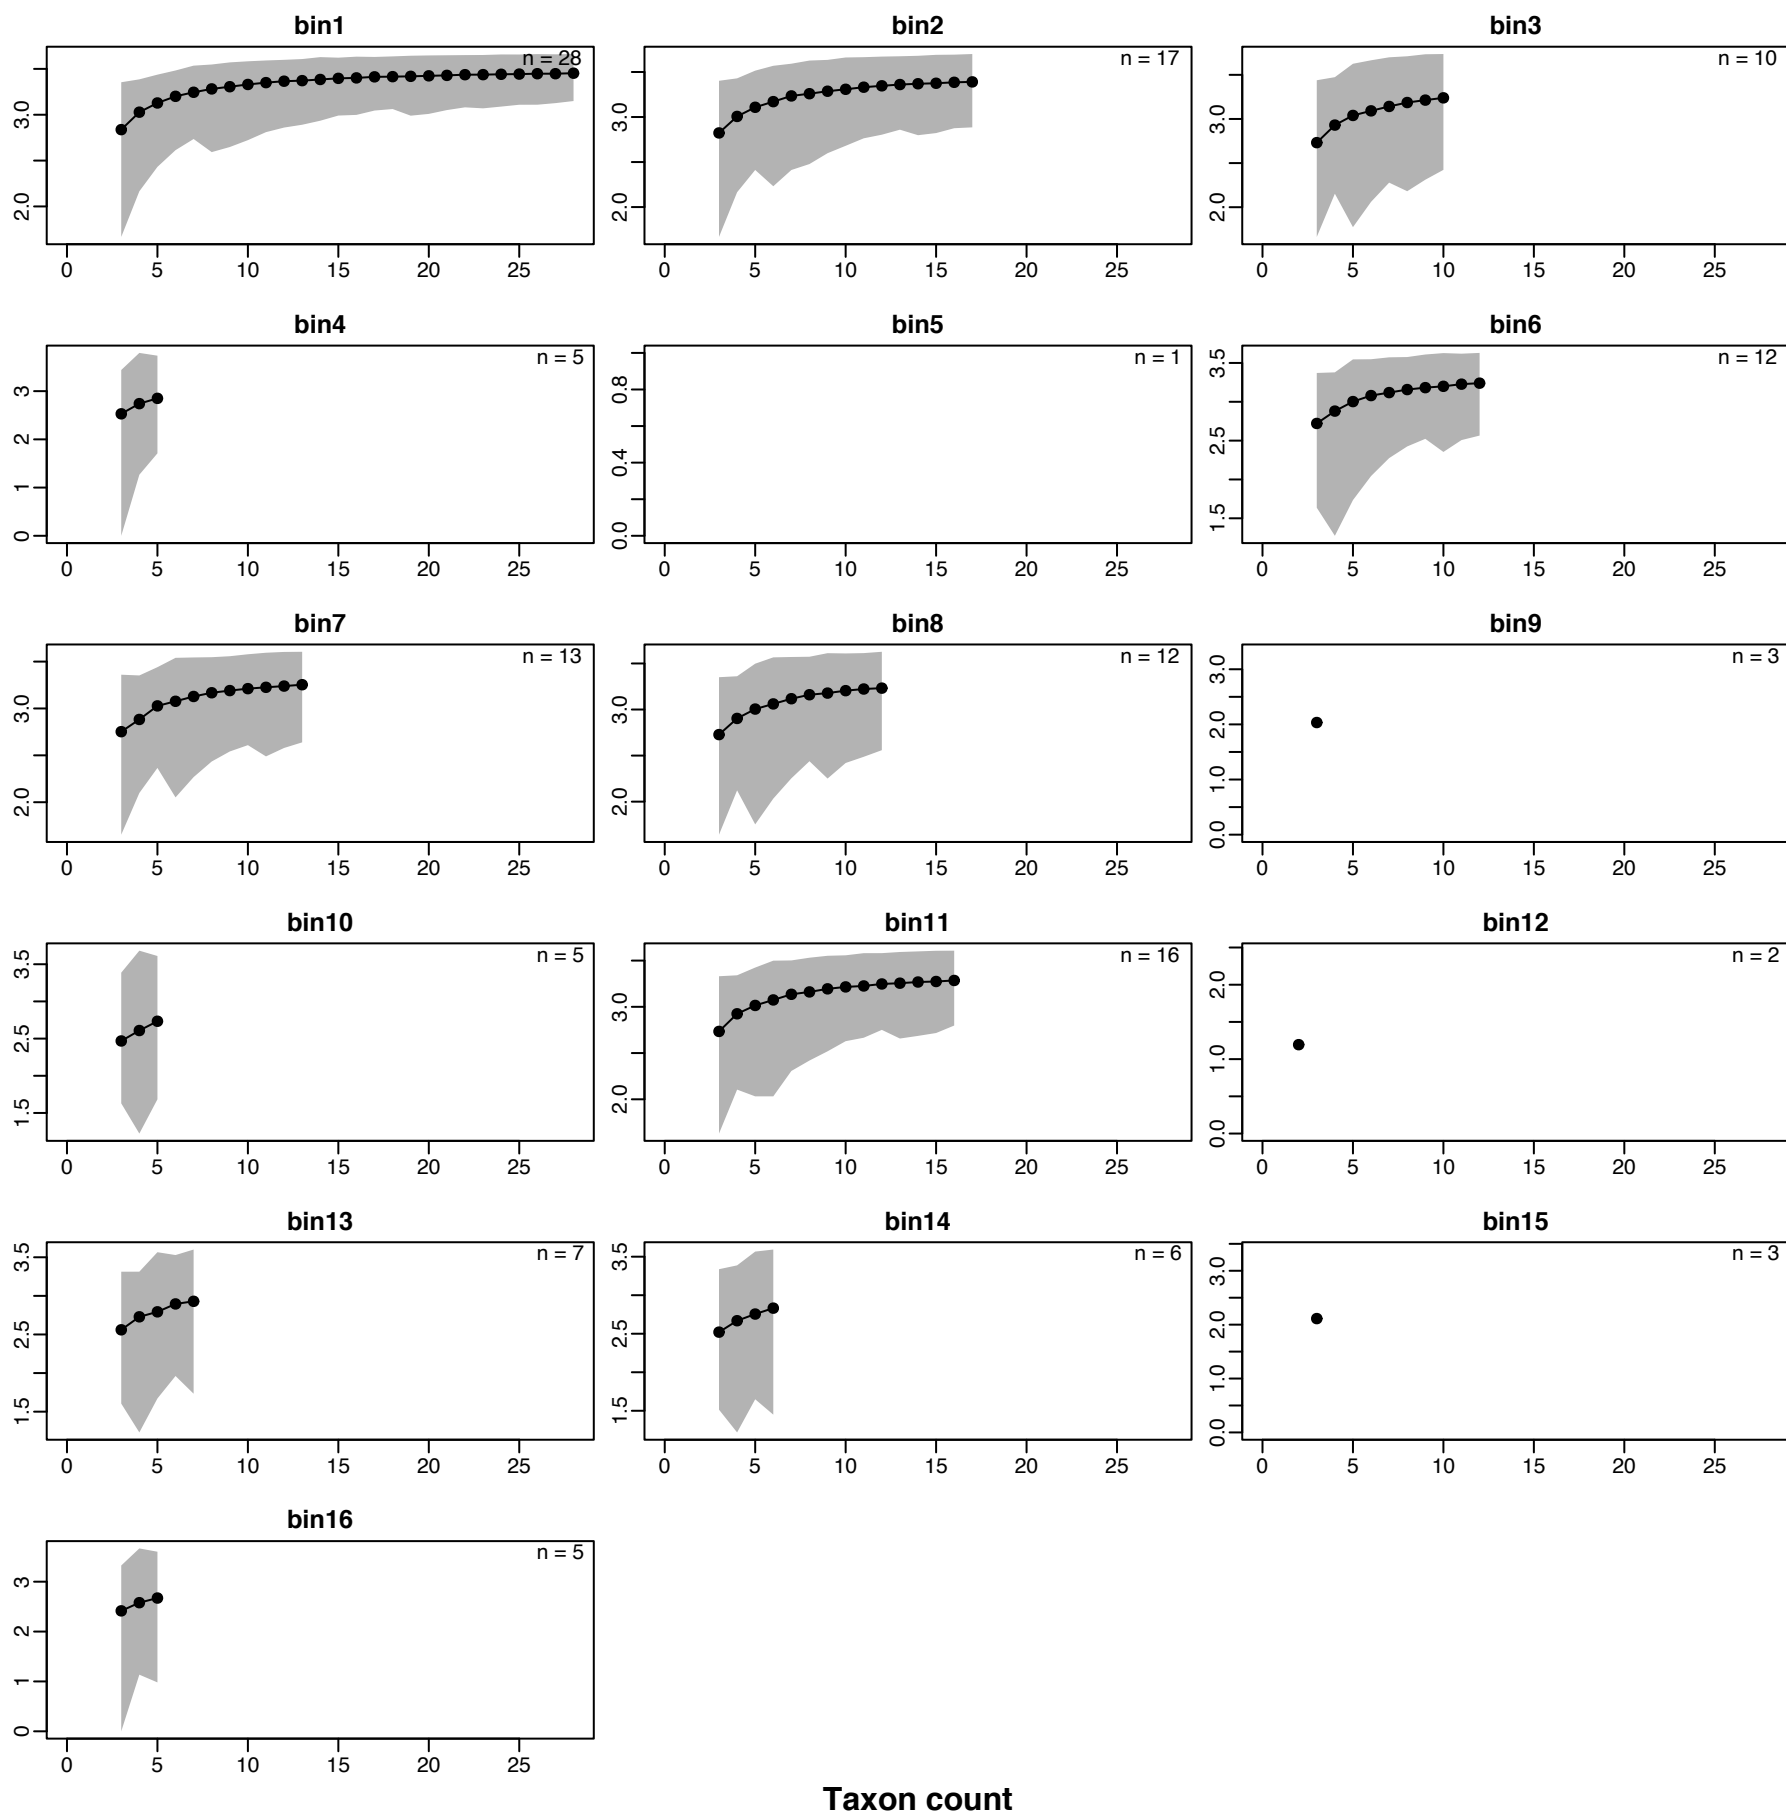 bin1
bin2
bin3
n = 28
n = 17
n = 10
2.0 3.0
2.0 3.0
2.0 3.0
0 5 10 15 20 25
0 5 10 15 20 25
0 5 10 15 20 25
bin4
bin5
bin6
n = 5
n = 1
n = 12
0 1 2 3
0.0 0.4 0.8
1.5 2.5 3.5
0 5 10 15 20 25
0 5 10 15 20 25
0 5 10 15 20 25
bin7
bin8
bin9
n = 13
n = 12
n = 3
2.0 3.0
2.0 3.0
0.0 1.0 2.0 3.0
0 5 10 15 20 25
0 5 10 15 20 25
0 5 10 15 20 25
bin10
bin11
bin12
n = 5
n = 16
n = 2
1.5 2.5 3.5
2.0 3.0
0.0 1.0 2.0
0 5 10 15 20 25
0 5 10 15 20 25
0 5 10 15 20 25
bin13
bin14
bin15
n = 7
n = 6
n = 3
1.5 2.5 3.5
1.5 2.5 3.5
0.0 1.0 2.0 3.0
0 5 10 15 20 25
0 5 10 15 20 25
0 5 10 15 20 25
bin16
n = 5
0 1 2 3
0 5 10 15 20 25
Taxon count